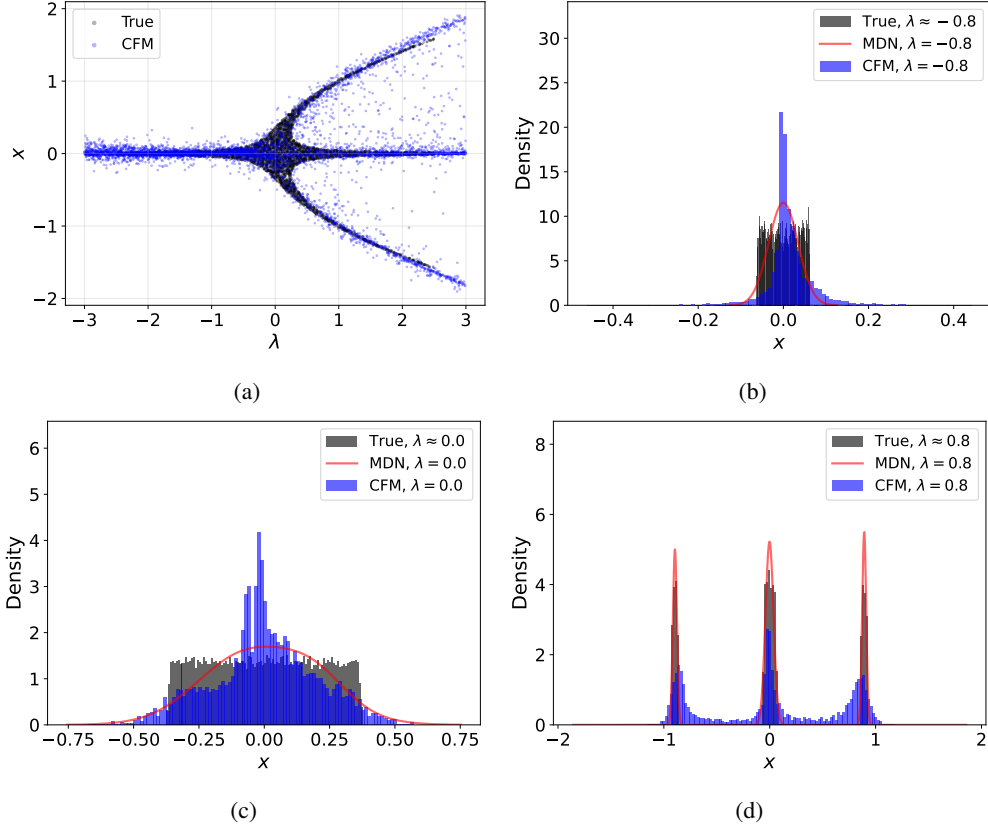 True
CFM
x
2
1
0
−1
−2
−3
−2
−1
0
1
2
3
λ
(a)
True, λ ≈ −0.8
MDN, λ = −0.8
CFM, λ = −0.8
Density
30
25
20
15
10
5
0
−0.4
−0.2
0.0
0.2
0.4
x
(b)
True, λ ≈ 0.0
MDN, λ = 0.0
CFM, λ = 0.0
Density
6
5
4
3
2
1
0
−0.75
−0.50
−0.25
0.00
0.25
0.50
0.75
x
(c)
True, λ ≈ 0.8
MDN, λ = 0.8
CFM, λ = 0.8
Density
8
6
4
2
0
−2
−1
0
1
2
x
(d)